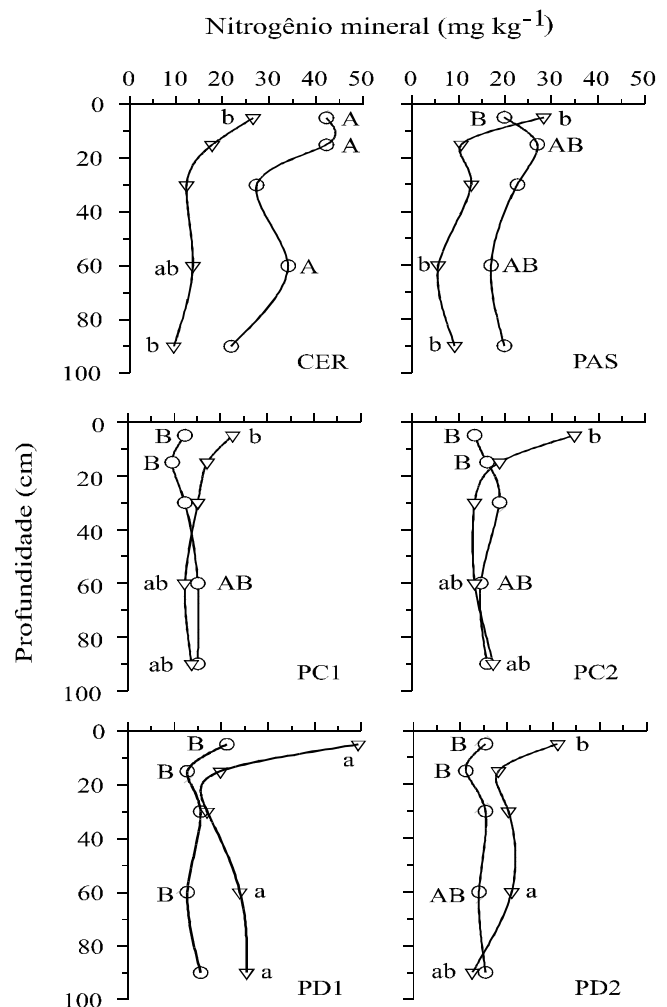 Nitrogênio mineral (mg kg-1)
0 10 20 30 40 50 10 20 30 40 50
0
20
40
60
80
100
b A
A
ab A
b
CER
B b
AB
b AB
b
PAS
Profundidade (cm)
0
20
40
60
80
100
B b
B
ab AB
ab
PC1
b
B
ab AB
ab
PC2
0
20
40
60
80
100
B
a
B
B a
a
PD1
B b
B
AB a
ab
PD2